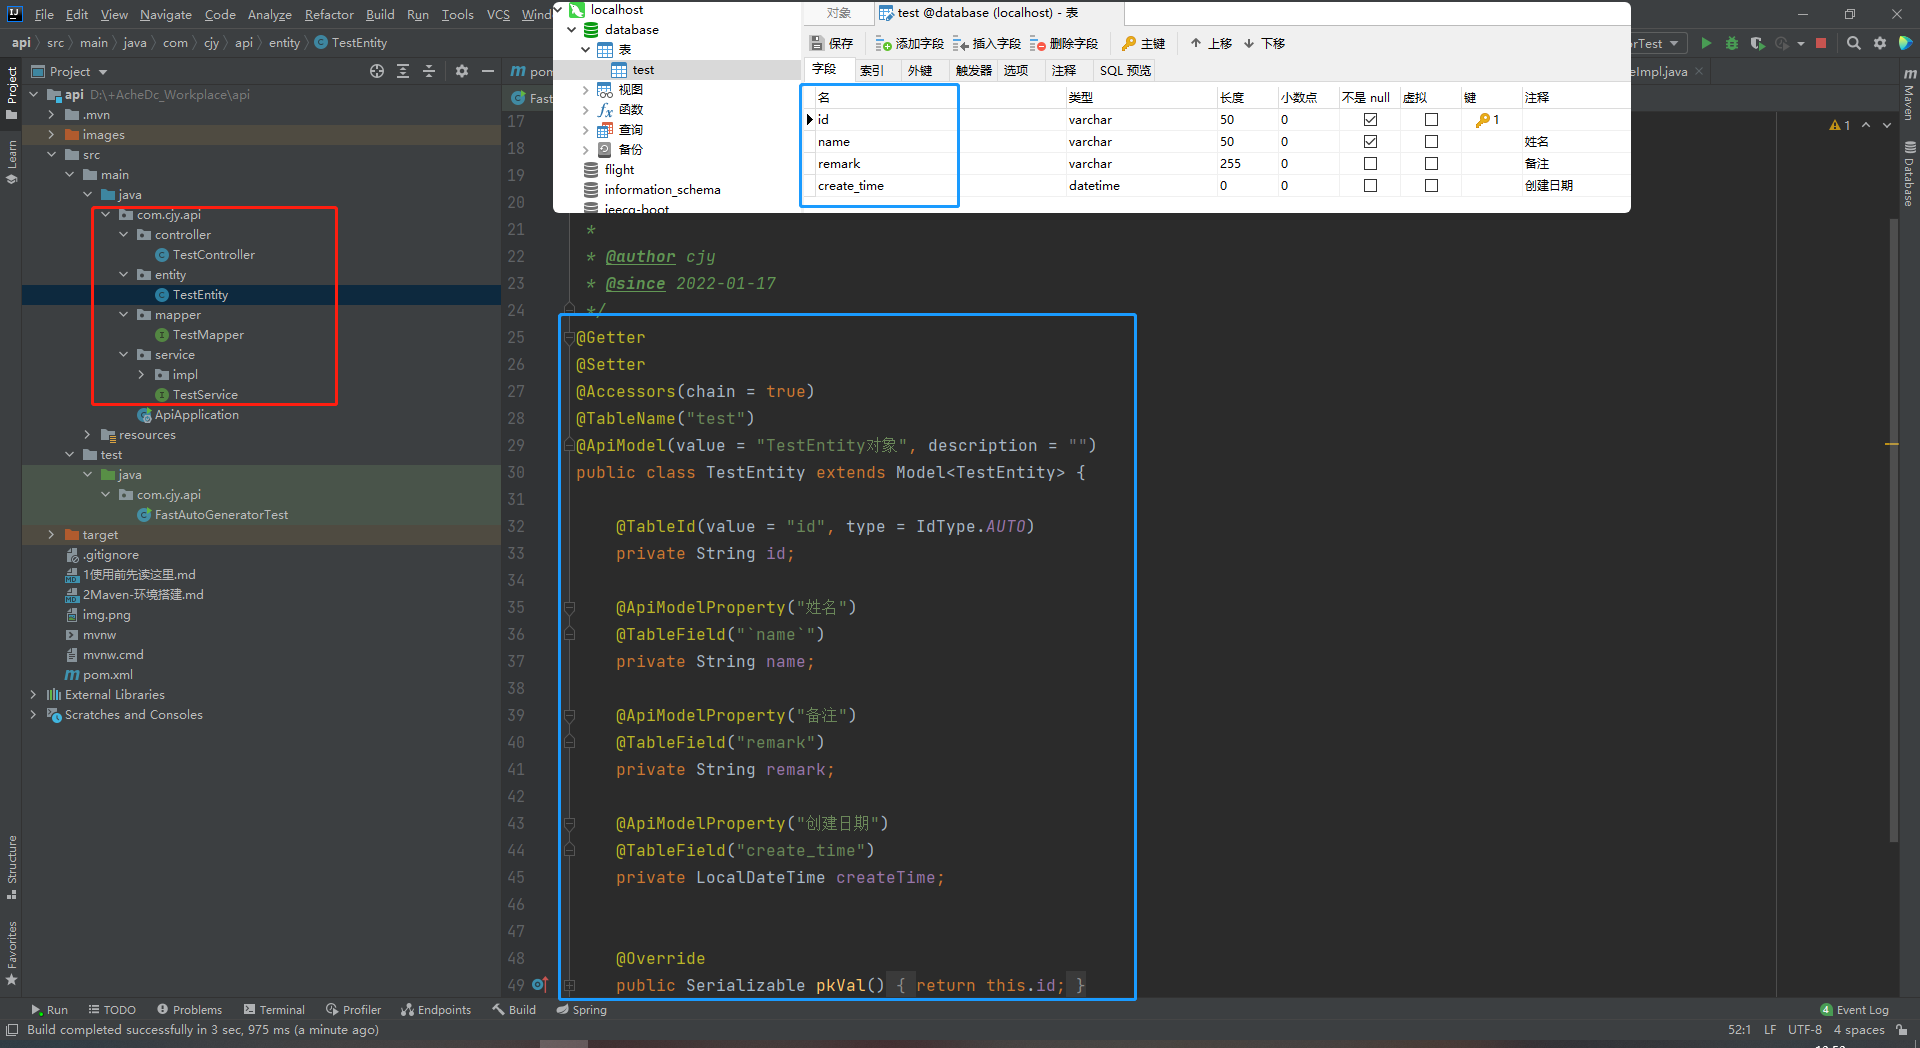 File Edit View Navigate Code Analyze Refactor Build Run Tools VCS Wind
api src main java com cjy api entity TestEntity
localhost
database
表
test
视图
函数
查询
备份
flight
information_schema
jeecg-boot
对象 test @database (localhost) - 表
保存 添加字段 插入字段 删除字段 主键 上移 下移
字段 索引 外键 触发器 选项 注释 SQL 预览
名 类型 长度 小数点 不是 null 虚拟 键 注释
id varchar 50 0 1
name varchar 50 0 姓名
remark varchar 255 0 备注
create_time datetime 0 0 创建日期
orTest
eImpl.java
1
Project
Learn
Structure
Favorites
Maven
Database
Project
api D:\+AcheDc_Workplace\api
.mvn
images
src
main
java
com.cjy.api
controller
TestController
entity
TestEntity
mapper
TestMapper
service
impl
TestService
ApiApplication
resources
test
java
com.cjy.api
FastAutoGeneratorTest
target
.gitignore
1使用前先读这里.md
2Maven-环境搭建.md
img.png
mvnw
mvnw.cmd
pom.xml
External Libraries
Scratches and Consoles
pom
Fast
17
18
19
20
21 *
22 * @author cjy
23 * @since 2022-01-17
24 */
25 @Getter
26 @Setter
27 @Accessors(chain = true)
28 @TableName("test")
29 @ApiModel(value = "TestEntity对象", description = "")
30 public class TestEntity extends Model<TestEntity> {
31
32 @TableId(value = "id", type = IdType.AUTO)
33 private String id;
34
35 @ApiModelProperty("姓名")
36 @TableField("`name`")
37 private String name;
38
39 @ApiModelProperty("备注")
40 @TableField("remark")
41 private String remark;
42
43 @ApiModelProperty("创建日期")
44 @TableField("create_time")
45 private LocalDateTime createTime;
46
47
48 @Override
49 public Serializable pkVal() { return this.id; }
Run TODO Problems Terminal Profiler Endpoints Build Spring 4 Event Log
Build completed successfully in 3 sec, 975 ms (a minute ago) 52:1 LF UTF-8 4 spaces